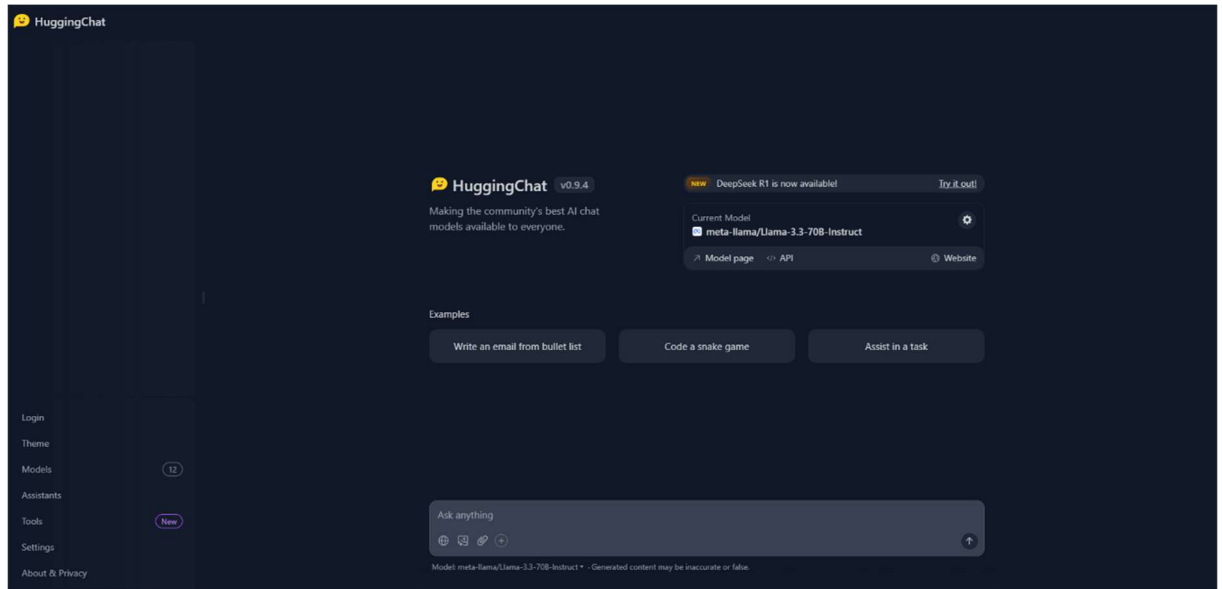 HuggingChat
HuggingChat v0.9.4
Making the community's best AI chat
models available to everyone.
NEW DeepSeek R1 is now available! Try it out!
Current Model
meta-llama/Llama-3.3-70B-Instruct
Model page </> API Website
Examples
Write an email from bullet list Code a snake game Assist in a task
Login
Theme
Models 12
Assistants
Tools New
Settings
About & Privacy
Ask anything
Model: meta-llama/Llama-3.3-70B-Instruct · Generated content may be inaccurate or false.